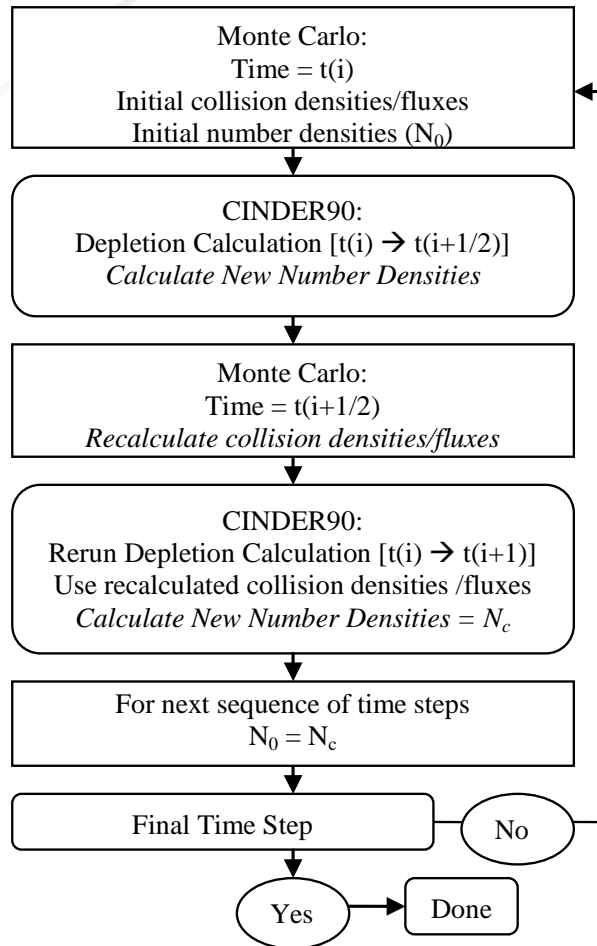 Monte Carlo:
Time = t(i)
Initial collision densities/fluxes
Initial number densities (N₀)
CINDER90:
Depletion Calculation [t(i) → t(i+1/2)]
Calculate New Number Densities
Monte Carlo:
Time = t(i+1/2)
Recalculate collision densities/fluxes
CINDER90:
Rerun Depletion Calculation [t(i) → t(i+1)]
Use recalculated collision densities /fluxes
Calculate New Number Densities = N_c
For next sequence of time steps
N₀ = N_c
Final Time Step
No
Yes
Done